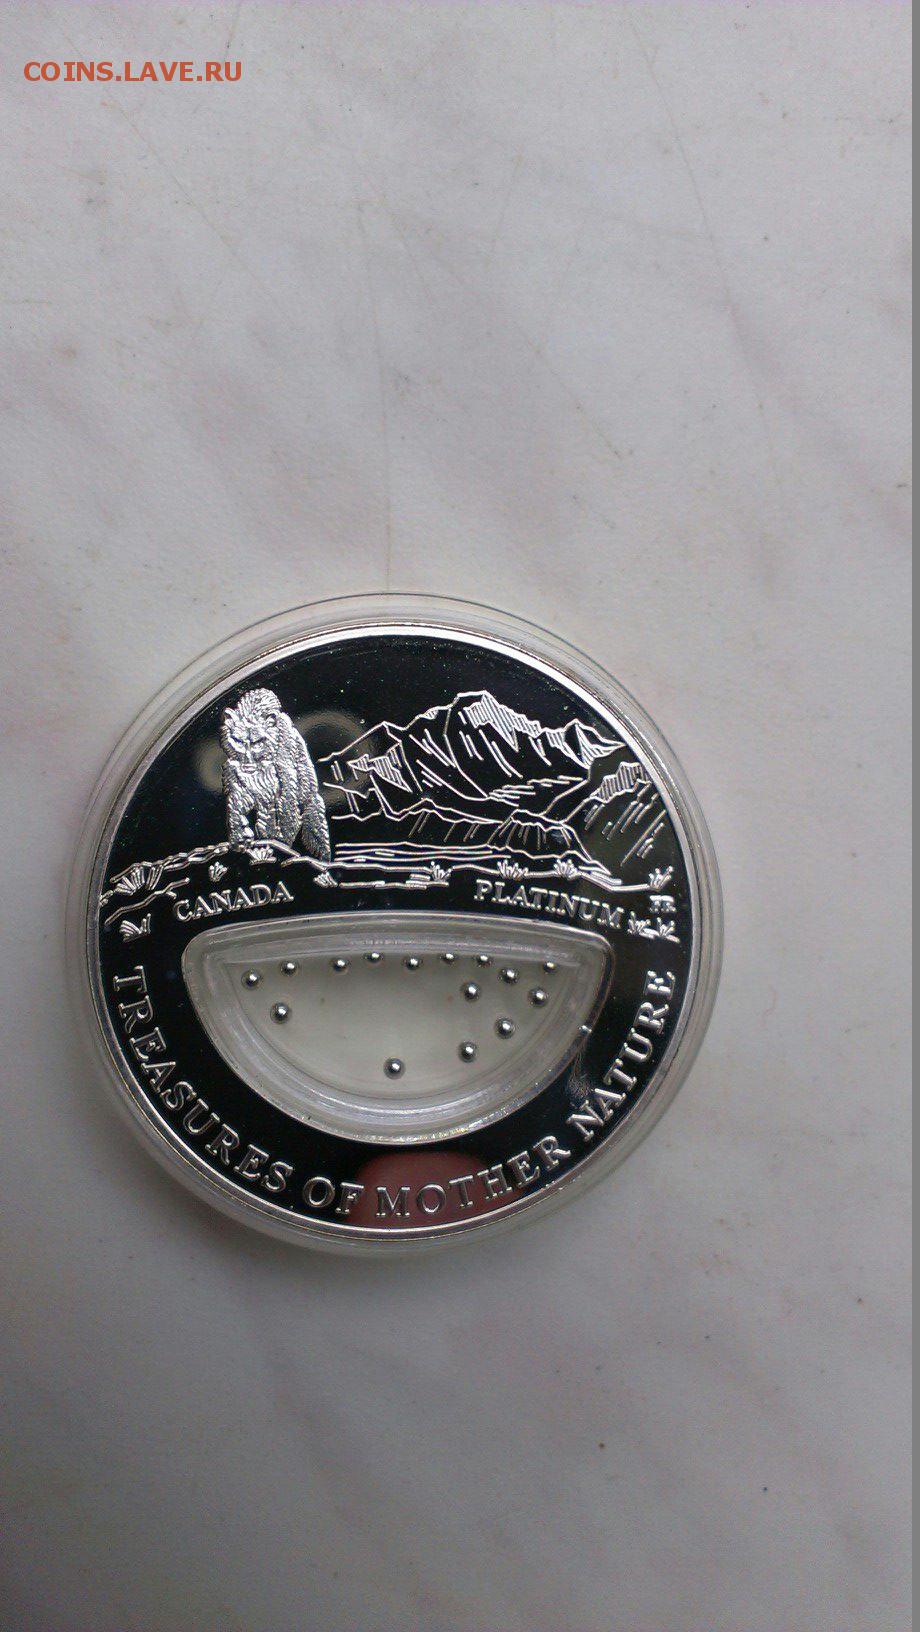 COINS.LAVE.RU
CANADA PLATINUM
TREASURES OF MOTHER NATURE